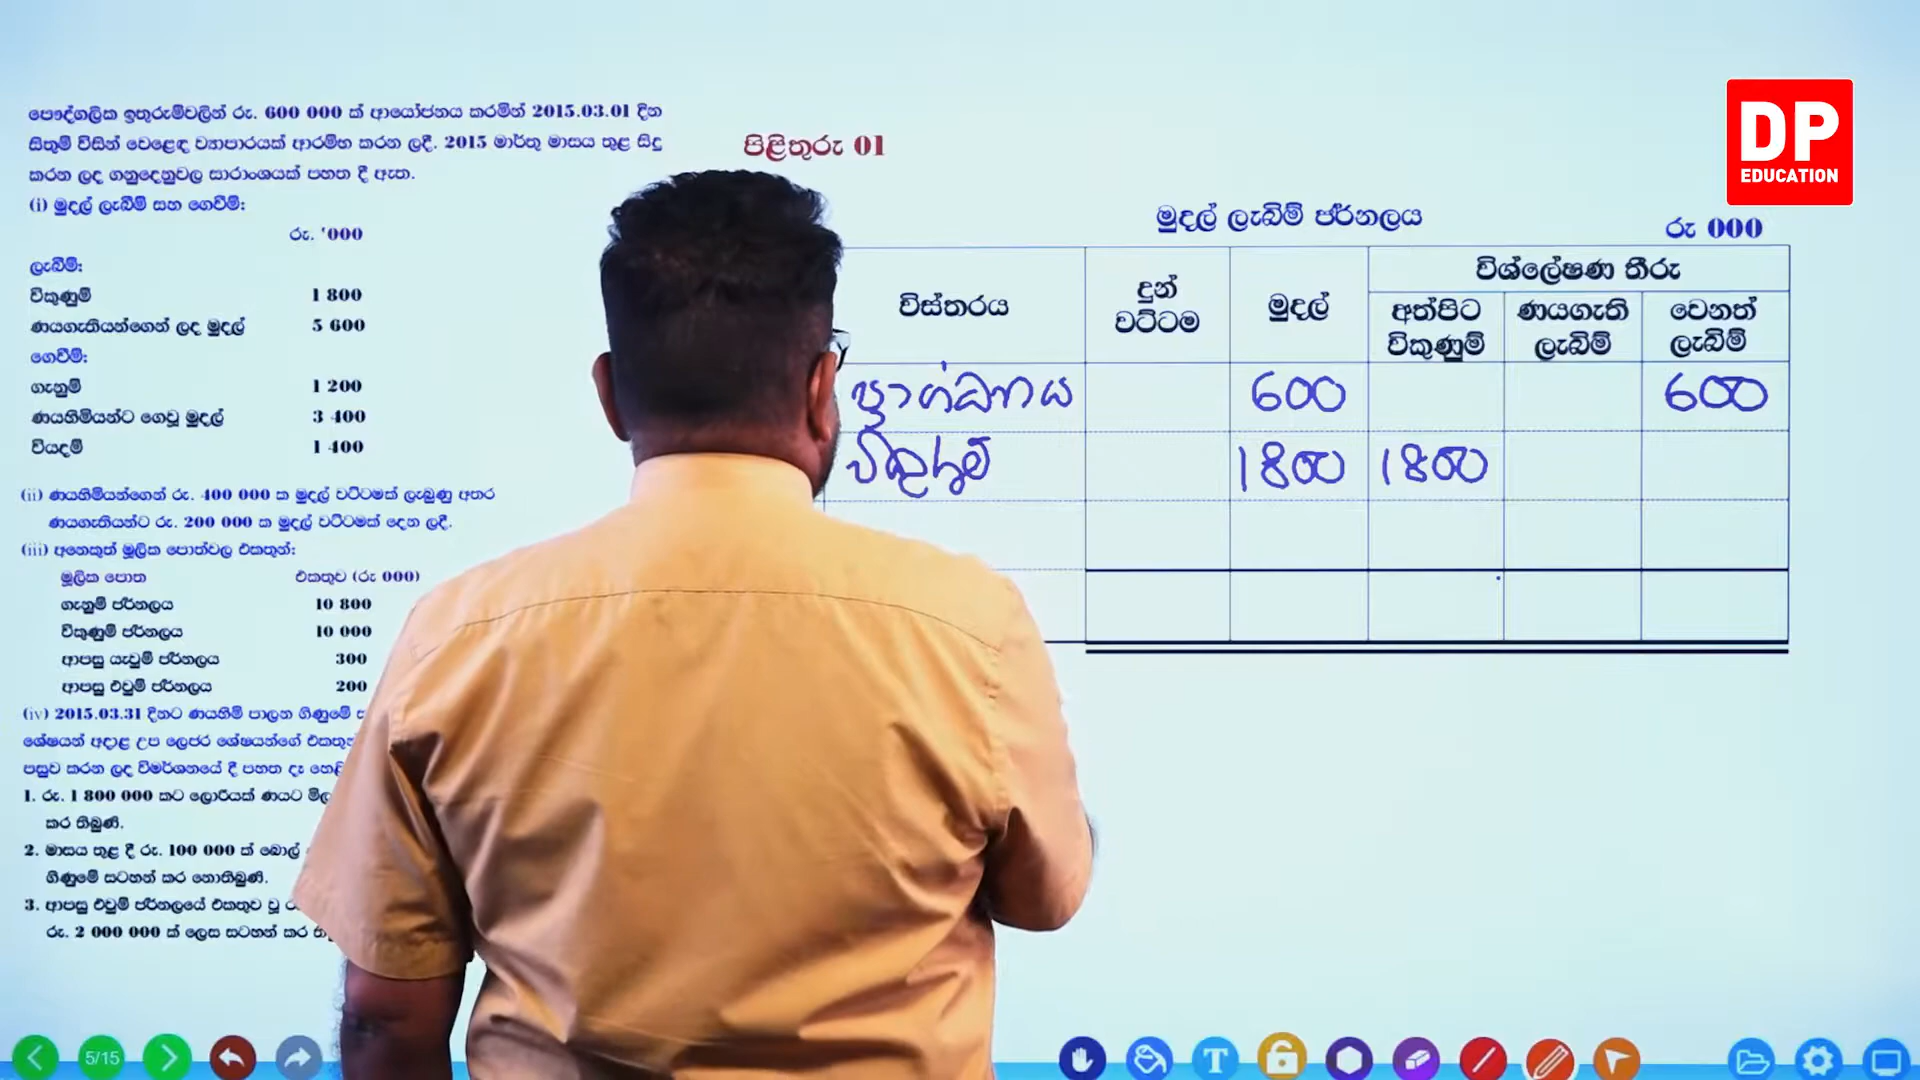 පෞද්ගලික ඉතුරුම්වලින් රු. 600 000 ක් ආයෝජනය කරමින් 2015.03.01 දින
සිතුම් විසින් වෙළෙඳ ව්‍යාපාරයක් ආරම්භ කරන ලදී. 2015 මාර්තු මාසය තුළ සිදු
කරන ලද ගනුදෙනුවල සාරාංශයක් පහත දී ඇත.
(i) මුදල් ලැබීම් සහ ගෙවීම්:
රු. '000
ලැබීම්:
විකුණුම් 1 800
ණයගැතියන්ගෙන් ලද මුදල් 5 600
ගෙවීම්:
ගැනුම් 1 200
ණයහිමියන්ට ගෙවූ මුදල් 3 400
වියදම් 1 400
(ii) ණයහිමියන්ගෙන් රු. 400 000 ක මුදල් වට්ටමක් ලැබුණු අතර
ණයගැතියන්ට රු. 200 000 ක මුදල් වට්ටමක් දෙන ලදී.
(iii) අනෙකුත් මූලික පොත්වල එකතූන්:
මූලික පොත එකතුව (රු 000)
ගැනුම් ජර්නලය 10 800
විකුණුම් ජර්නලය 10 000
ආපසු යැවුම් ජර්නලය 300
ආපසු එවුම් ජර්නලය 200
(iv) 2015.03.31 දිනට ණයහිමි පාලන ගිණුමේ
ශේෂයන් අදාළ උප ලෙජර ශේෂයන්ගේ
පසුව කරන ලද විමර්ශනයේ දී පහත දෑ
1. රු. 1 800 000 කට ලොරියක් ණයට
කර තිබුණි.
2. මාසය තුළ දී රු. 100 000 ක් බොල්
ගිණුමේ සටහන් කර නොතිබුණි.
3. ආපසු එවුම් ජර්නලයේ එකතුව වූ
රු. 2 000 000 ක් ලෙස සටහන් කර
පිළිතුරු 01
මුදල් ලැබිම් ජර්නලය රු 000
විස්තරය දුන් වට්ටම මුදල් විශ්ලේෂණ තීරු
අත්පිට විකුණුම් ණයගැති ලැබිම් වෙනත් ලැබිම්
ප්‍රාග්ධනය 600 600
විකුණුම් 1800 1800
DP
EDUCATION
5/15
T